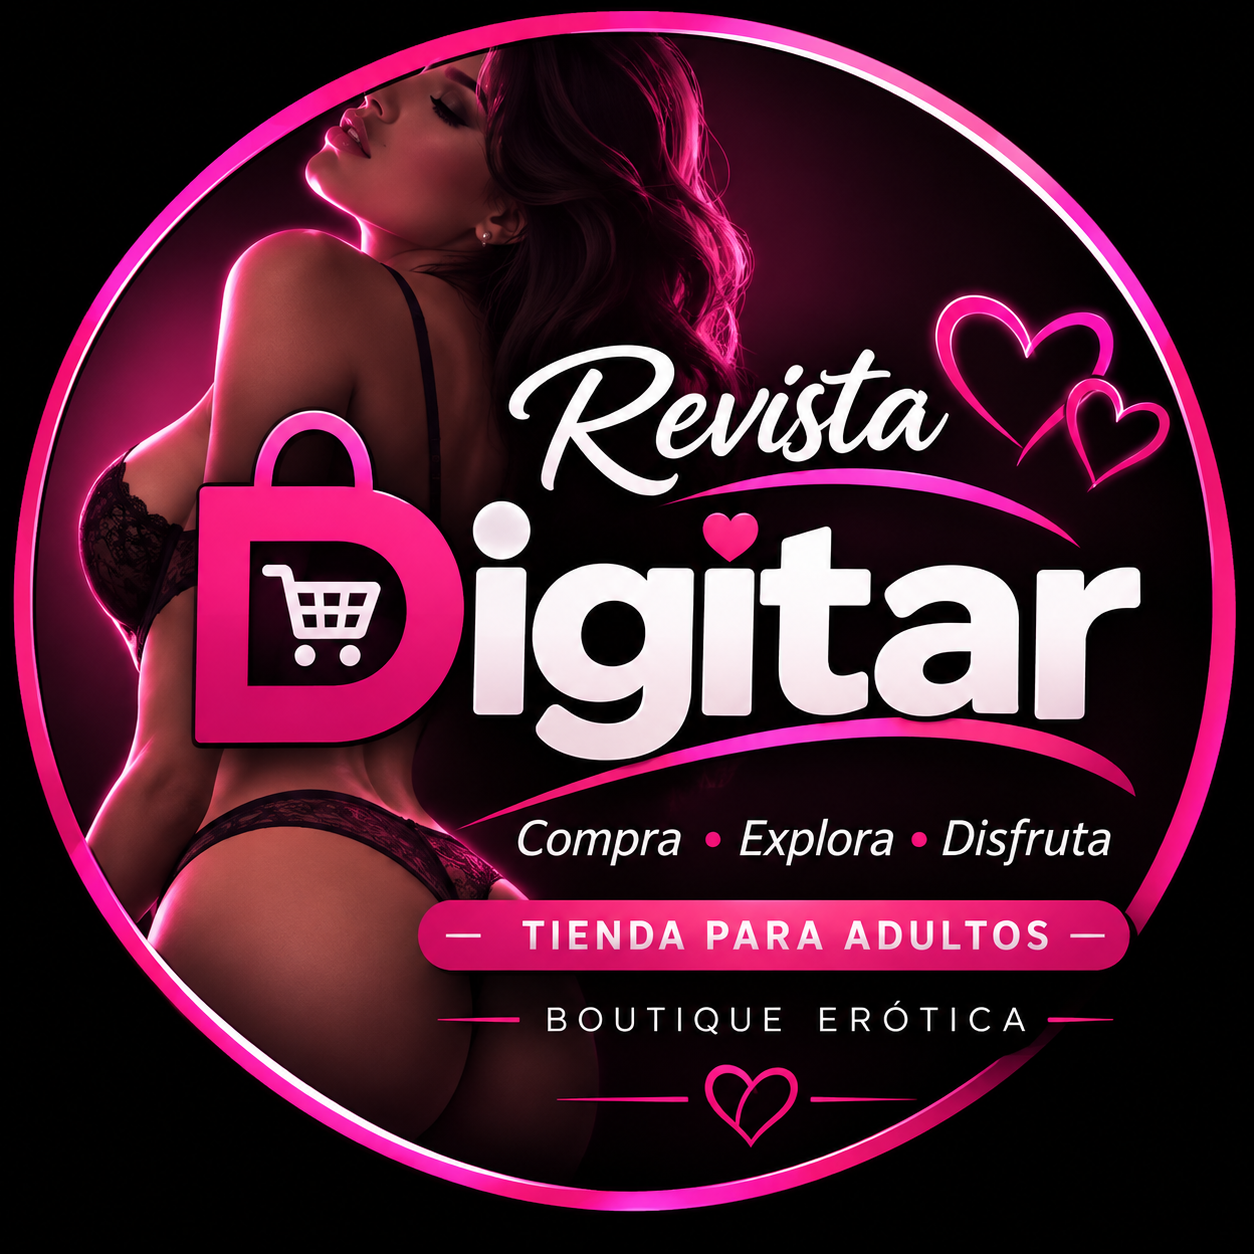 Revista
Digitar
Compra • Explora • Disfruta
— TIENDA PARA ADULTOS —
BOUTIQUE ERÓTICA